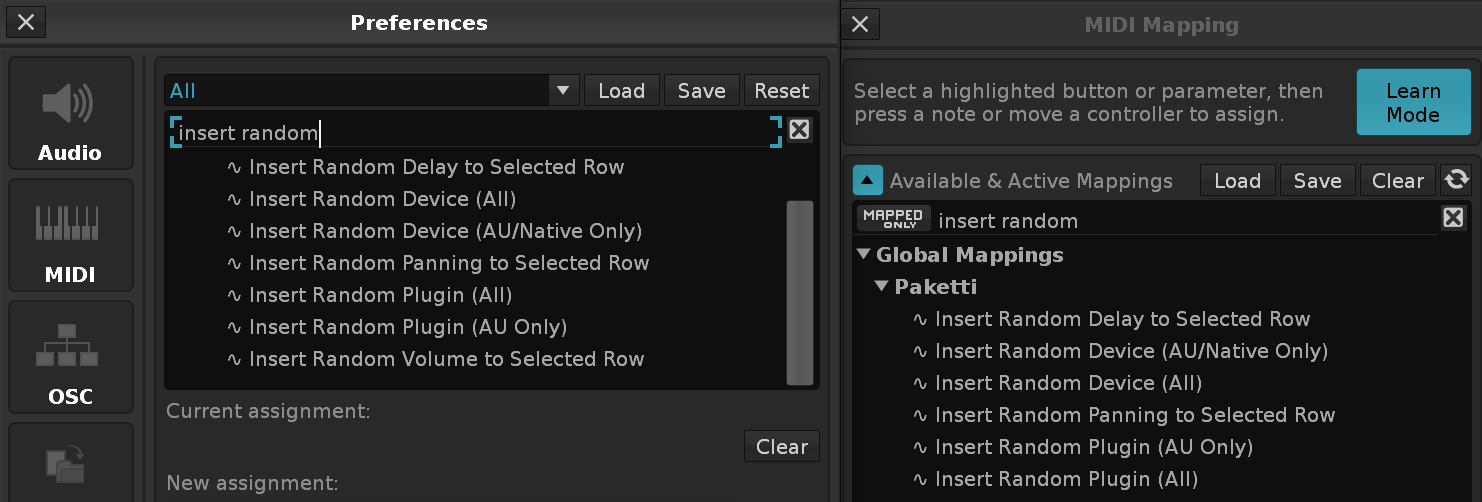 Preferences
Audio
MIDI
OSC
All
Load
Save
Reset
insert random
∿ Insert Random Delay to Selected Row
∿ Insert Random Device (All)
∿ Insert Random Device (AU/Native Only)
∿ Insert Random Panning to Selected Row
∿ Insert Random Plugin (All)
∿ Insert Random Plugin (AU Only)
∿ Insert Random Volume to Selected Row
Current assignment:
Clear
New assignment:
MIDI Mapping
Select a highlighted button or parameter, then
press a note or move a controller to assign.
Learn
Mode
Available & Active Mappings
Load
Save
Clear
MAPPED
ONLY
insert random
Global Mappings
Paketti
∿ Insert Random Delay to Selected Row
∿ Insert Random Device (AU/Native Only)
∿ Insert Random Device (All)
∿ Insert Random Panning to Selected Row
∿ Insert Random Plugin (AU Only)
∿ Insert Random Plugin (All)